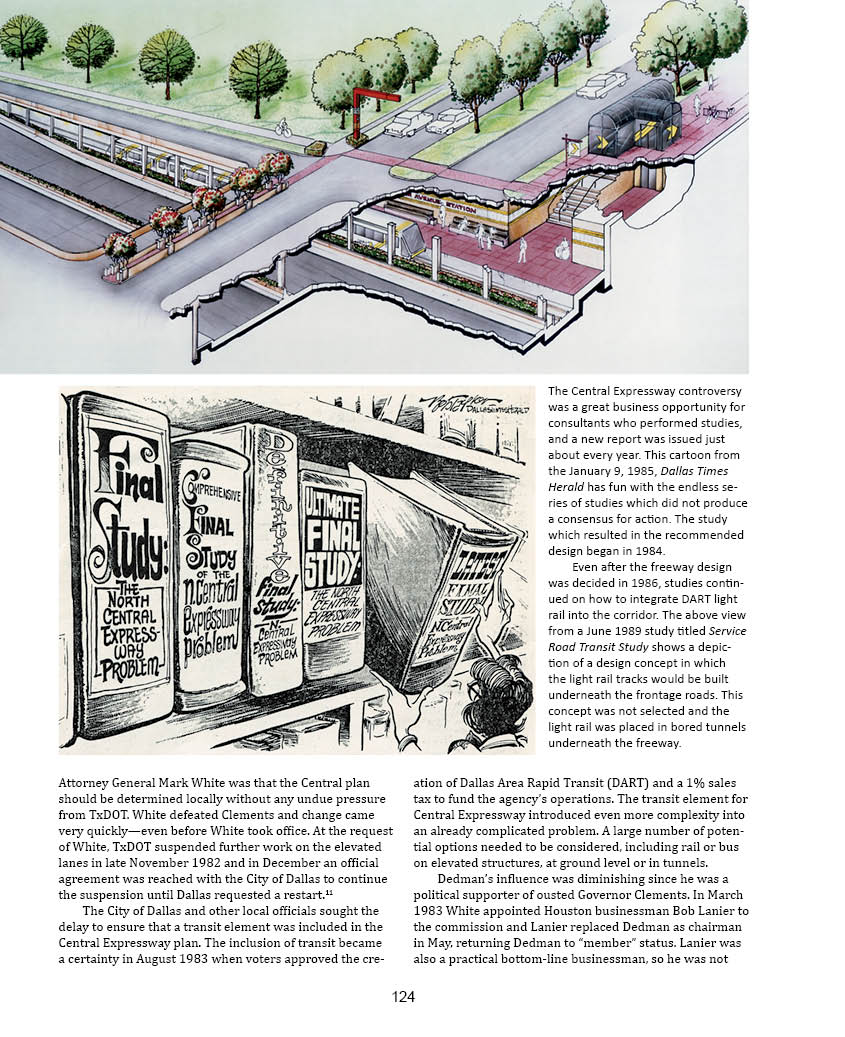 AVENUE STATION
DALLAS TIMES HERALD
Final
Study:
THE
NORTH
CENTRAL
EXPRESS-
WAY
PROBLEM
COMPREHENSIVE
FINAL
STUDY
OF THE
N. Central
Expressway
problem
Definitive
final
study:
N.
CENTRAL
EXPRESSWAY
PROBLEM
ULTIMATE
FINAL
STUDY:
THE NORTH
CENTRAL
EXPRESSWAY
PROBLEM
LATEST
FINAL
STUDY
N. Central
Expressway
Problem
The Central Expressway controversy
was a great business opportunity for
consultants who performed studies,
and a new report was issued just
about every year. This cartoon from
the January 9, 1985, Dallas Times
Herald has fun with the endless se-
ries of studies which did not produce
a consensus for action. The study
which resulted in the recommended
design began in 1984.
Even after the freeway design
was decided in 1986, studies contin-
ued on how to integrate DART light
rail into the corridor. The above view
from a June 1989 study titled Service
Road Transit Study shows a depic-
tion of a design concept in which
the light rail tracks would be built
underneath the frontage roads. This
concept was not selected and the
light rail was placed in bored tunnels
underneath the freeway.
Attorney General Mark White was that the Central plan
should be determined locally without any undue pressure
from TxDOT. White defeated Clements and change came
very quickly—even before White took office. At the request
of White, TxDOT suspended further work on the elevated
lanes in late November 1982 and in December an official
agreement was reached with the City of Dallas to continue
the suspension until Dallas requested a restart.¹¹
The City of Dallas and other local officials sought the
delay to ensure that a transit element was included in the
Central Expressway plan. The inclusion of transit became
a certainty in August 1983 when voters approved the cre-
ation of Dallas Area Rapid Transit (DART) and a 1% sales
tax to fund the agency's operations. The transit element for
Central Expressway introduced even more complexity into
an already complicated problem. A large number of poten-
tial options needed to be considered, including rail or bus
on elevated structures, at ground level or in tunnels.
Dedman's influence was diminishing since he was a
political supporter of ousted Governor Clements. In March
1983 White appointed Houston businessman Bob Lanier to
the commission and Lanier replaced Dedman as chairman
in May, returning Dedman to "member" status. Lanier was
also a practical bottom-line businessman, so he was not
124